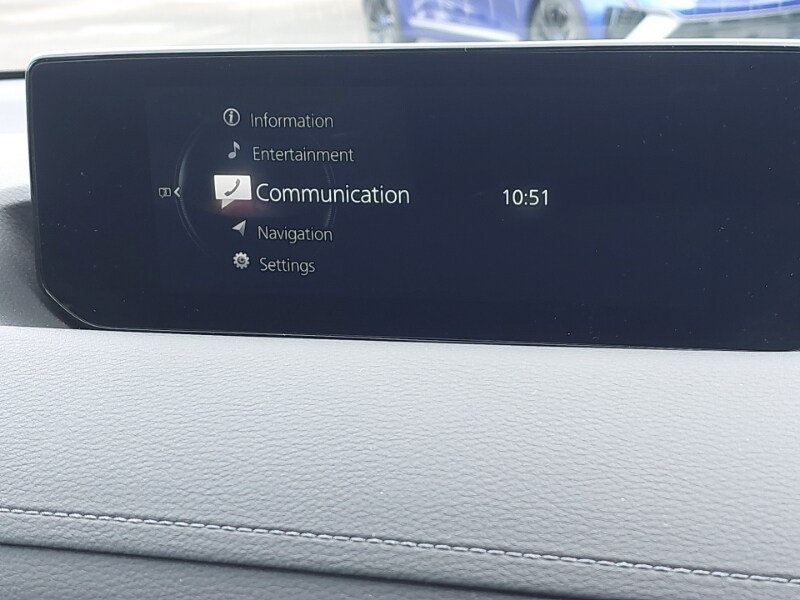 Information
Entertainment
Communication
10:51
Navigation
Settings